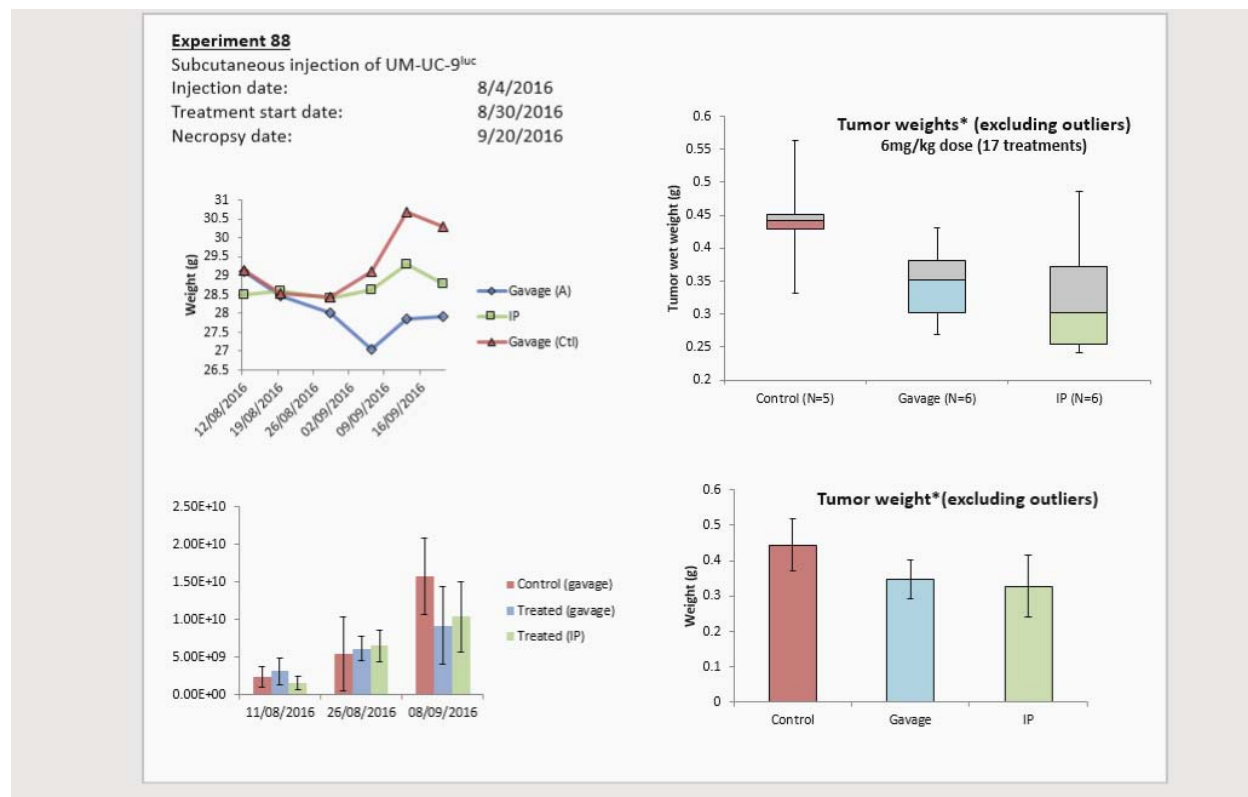 Experiment 88
Subcutaneous injection of UM-UC-9luc
Injection date: 8/4/2016
Treatment start date: 8/30/2016
Necropsy date: 9/20/2016
31
30.5
30
29.5
29
28.5
28
27.5
27
26.5
Weight (g)
12/08/2016
19/08/2016
26/08/2016
02/09/2016
09/09/2016
16/09/2016
Gavage (A)
IP
Gavage (Ctl)
Tumor weights* (excluding outliers)
6mg/kg dose (17 treatments)
0.6
0.55
0.5
0.45
0.4
0.35
0.3
0.25
0.2
Tumor wet weight (g)
Control (N=5)
Gavage (N=6)
IP (N=6)
2.50E+10
2.00E+10
1.50E+10
1.00E+10
5.00E+09
0.00E+00
11/08/2016
26/08/2016
08/09/2016
Control (gavage)
Treated (gavage)
Treated (IP)
Tumor weight*(excluding outliers)
0.6
0.5
0.4
0.3
0.2
0.1
0
Weight (g)
Control
Gavage
IP